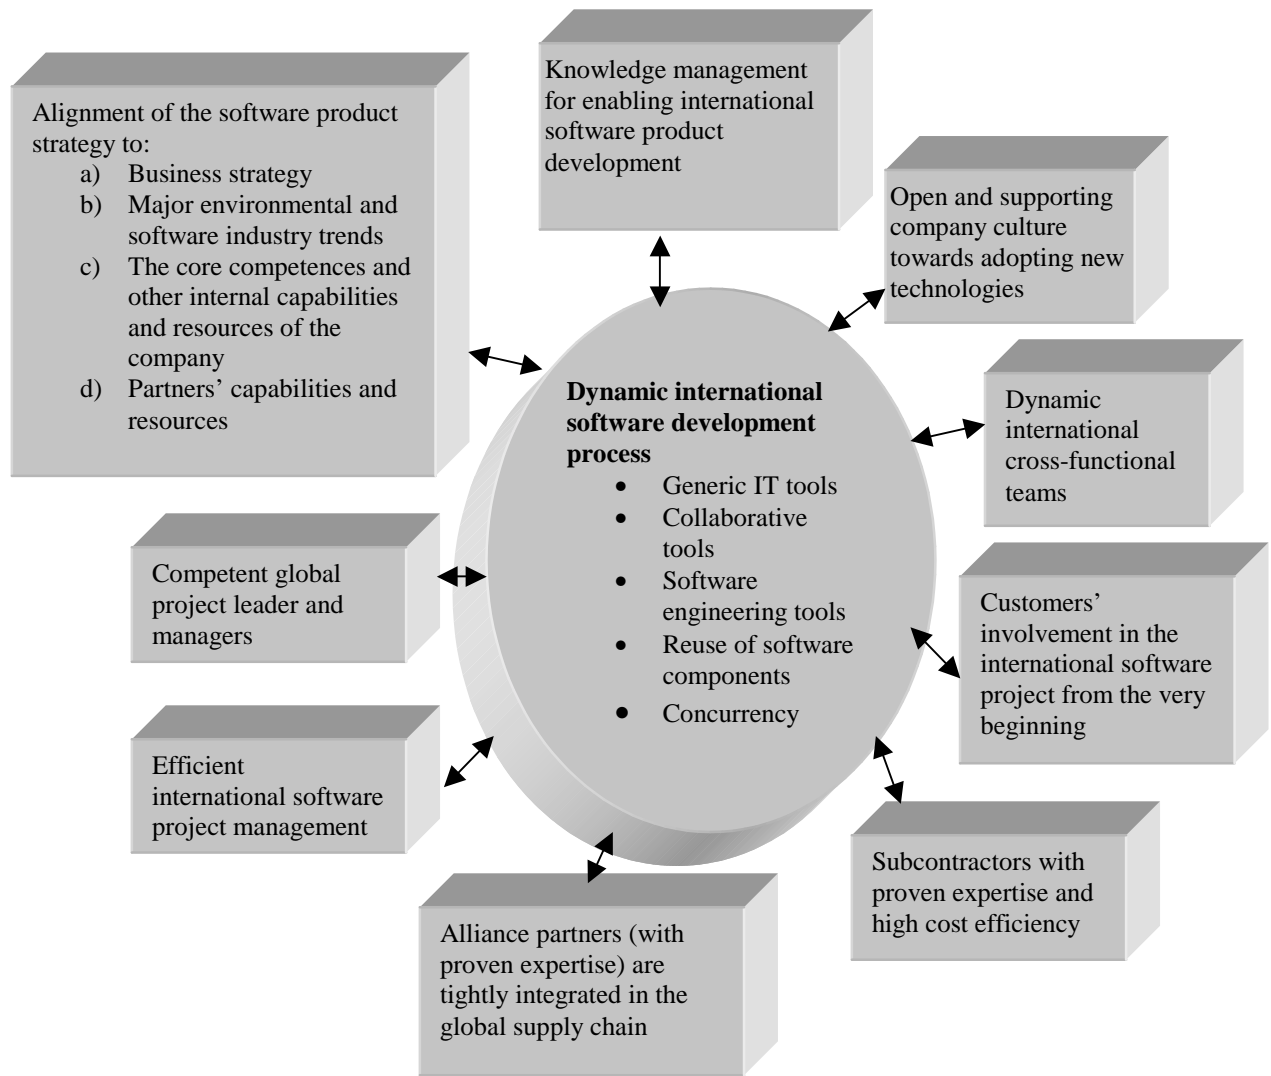 Alignment of the software product
strategy to:
a) Business strategy
b) Major environmental and
software industry trends
c) The core competences and
other internal capabilities
and resources of the
company
d) Partners’ capabilities and
resources
Knowledge management
for enabling international
software product
development
Open and supporting
company culture
towards adopting new
technologies
Dynamic
international
cross-functional
teams
Customers’
involvement in the
international software
project from the very
beginning
Subcontractors with
proven expertise and
high cost efficiency
Alliance partners (with
proven expertise) are
tightly integrated in the
global supply chain
Efficient
international software
project management
Competent global
project leader and
managers
Dynamic international
software development
process
• Generic IT tools
• Collaborative
tools
• Software
engineering tools
• Reuse of software
components
• Concurrency